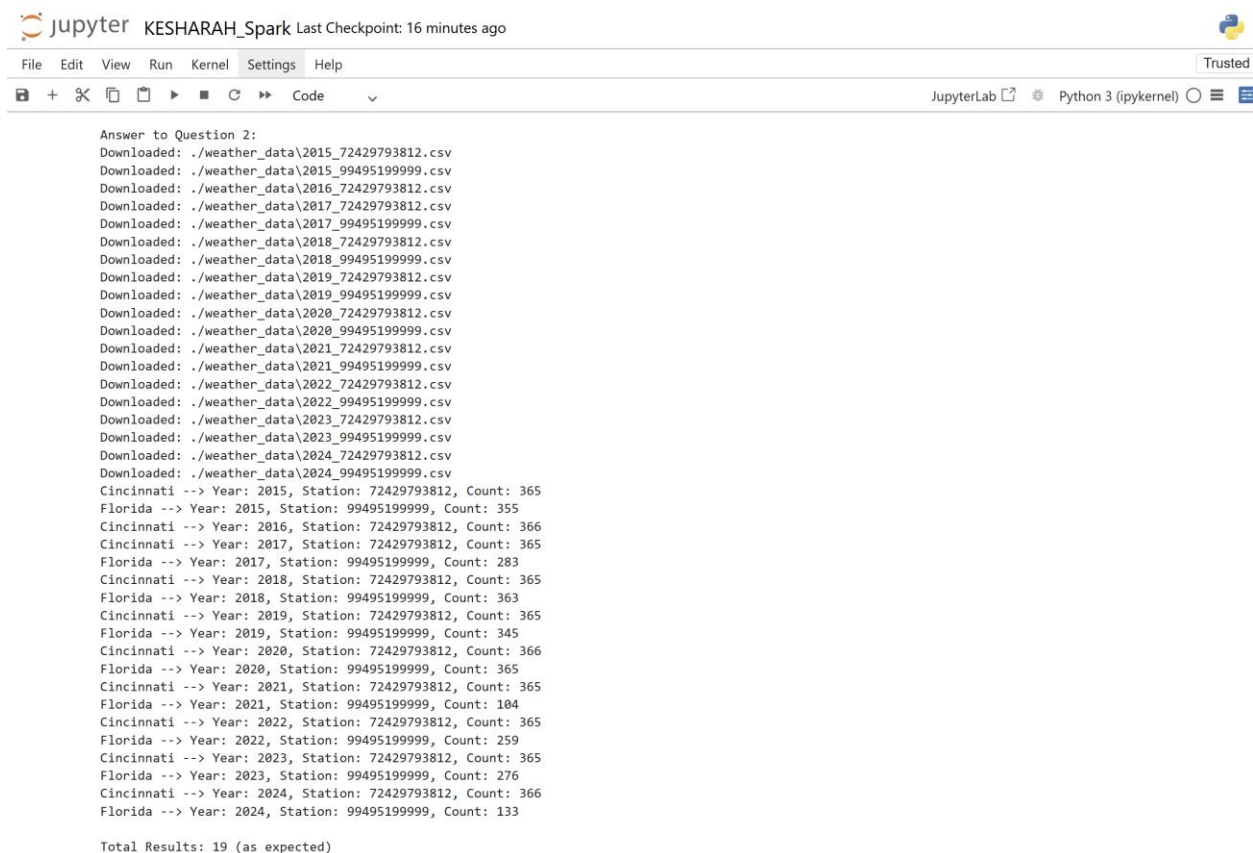 jupyter KESHARAH_Spark Last Checkpoint: 16 minutes ago
File Edit View Run Kernel Settings Help Trusted
Code JupyterLab Python 3 (ipykernel)
Answer to Question 2:
Downloaded: ./weather_data\2015_72429793812.csv
Downloaded: ./weather_data\2015_99495199999.csv
Downloaded: ./weather_data\2016_72429793812.csv
Downloaded: ./weather_data\2017_72429793812.csv
Downloaded: ./weather_data\2017_99495199999.csv
Downloaded: ./weather_data\2018_72429793812.csv
Downloaded: ./weather_data\2018_99495199999.csv
Downloaded: ./weather_data\2019_72429793812.csv
Downloaded: ./weather_data\2019_99495199999.csv
Downloaded: ./weather_data\2020_72429793812.csv
Downloaded: ./weather_data\2020_99495199999.csv
Downloaded: ./weather_data\2021_72429793812.csv
Downloaded: ./weather_data\2021_99495199999.csv
Downloaded: ./weather_data\2022_72429793812.csv
Downloaded: ./weather_data\2022_99495199999.csv
Downloaded: ./weather_data\2023_72429793812.csv
Downloaded: ./weather_data\2023_99495199999.csv
Downloaded: ./weather_data\2024_72429793812.csv
Downloaded: ./weather_data\2024_99495199999.csv
Cincinnati --> Year: 2015, Station: 72429793812, Count: 365
Florida --> Year: 2015, Station: 99495199999, Count: 355
Cincinnati --> Year: 2016, Station: 72429793812, Count: 366
Cincinnati --> Year: 2017, Station: 72429793812, Count: 365
Florida --> Year: 2017, Station: 99495199999, Count: 283
Cincinnati --> Year: 2018, Station: 72429793812, Count: 365
Florida --> Year: 2018, Station: 99495199999, Count: 363
Cincinnati --> Year: 2019, Station: 72429793812, Count: 365
Florida --> Year: 2019, Station: 99495199999, Count: 345
Cincinnati --> Year: 2020, Station: 72429793812, Count: 366
Florida --> Year: 2020, Station: 99495199999, Count: 365
Cincinnati --> Year: 2021, Station: 72429793812, Count: 365
Florida --> Year: 2021, Station: 99495199999, Count: 104
Cincinnati --> Year: 2022, Station: 72429793812, Count: 365
Florida --> Year: 2022, Station: 99495199999, Count: 259
Cincinnati --> Year: 2023, Station: 72429793812, Count: 365
Florida --> Year: 2023, Station: 99495199999, Count: 276
Cincinnati --> Year: 2024, Station: 72429793812, Count: 366
Florida --> Year: 2024, Station: 99495199999, Count: 133
Total Results: 19 (as expected)